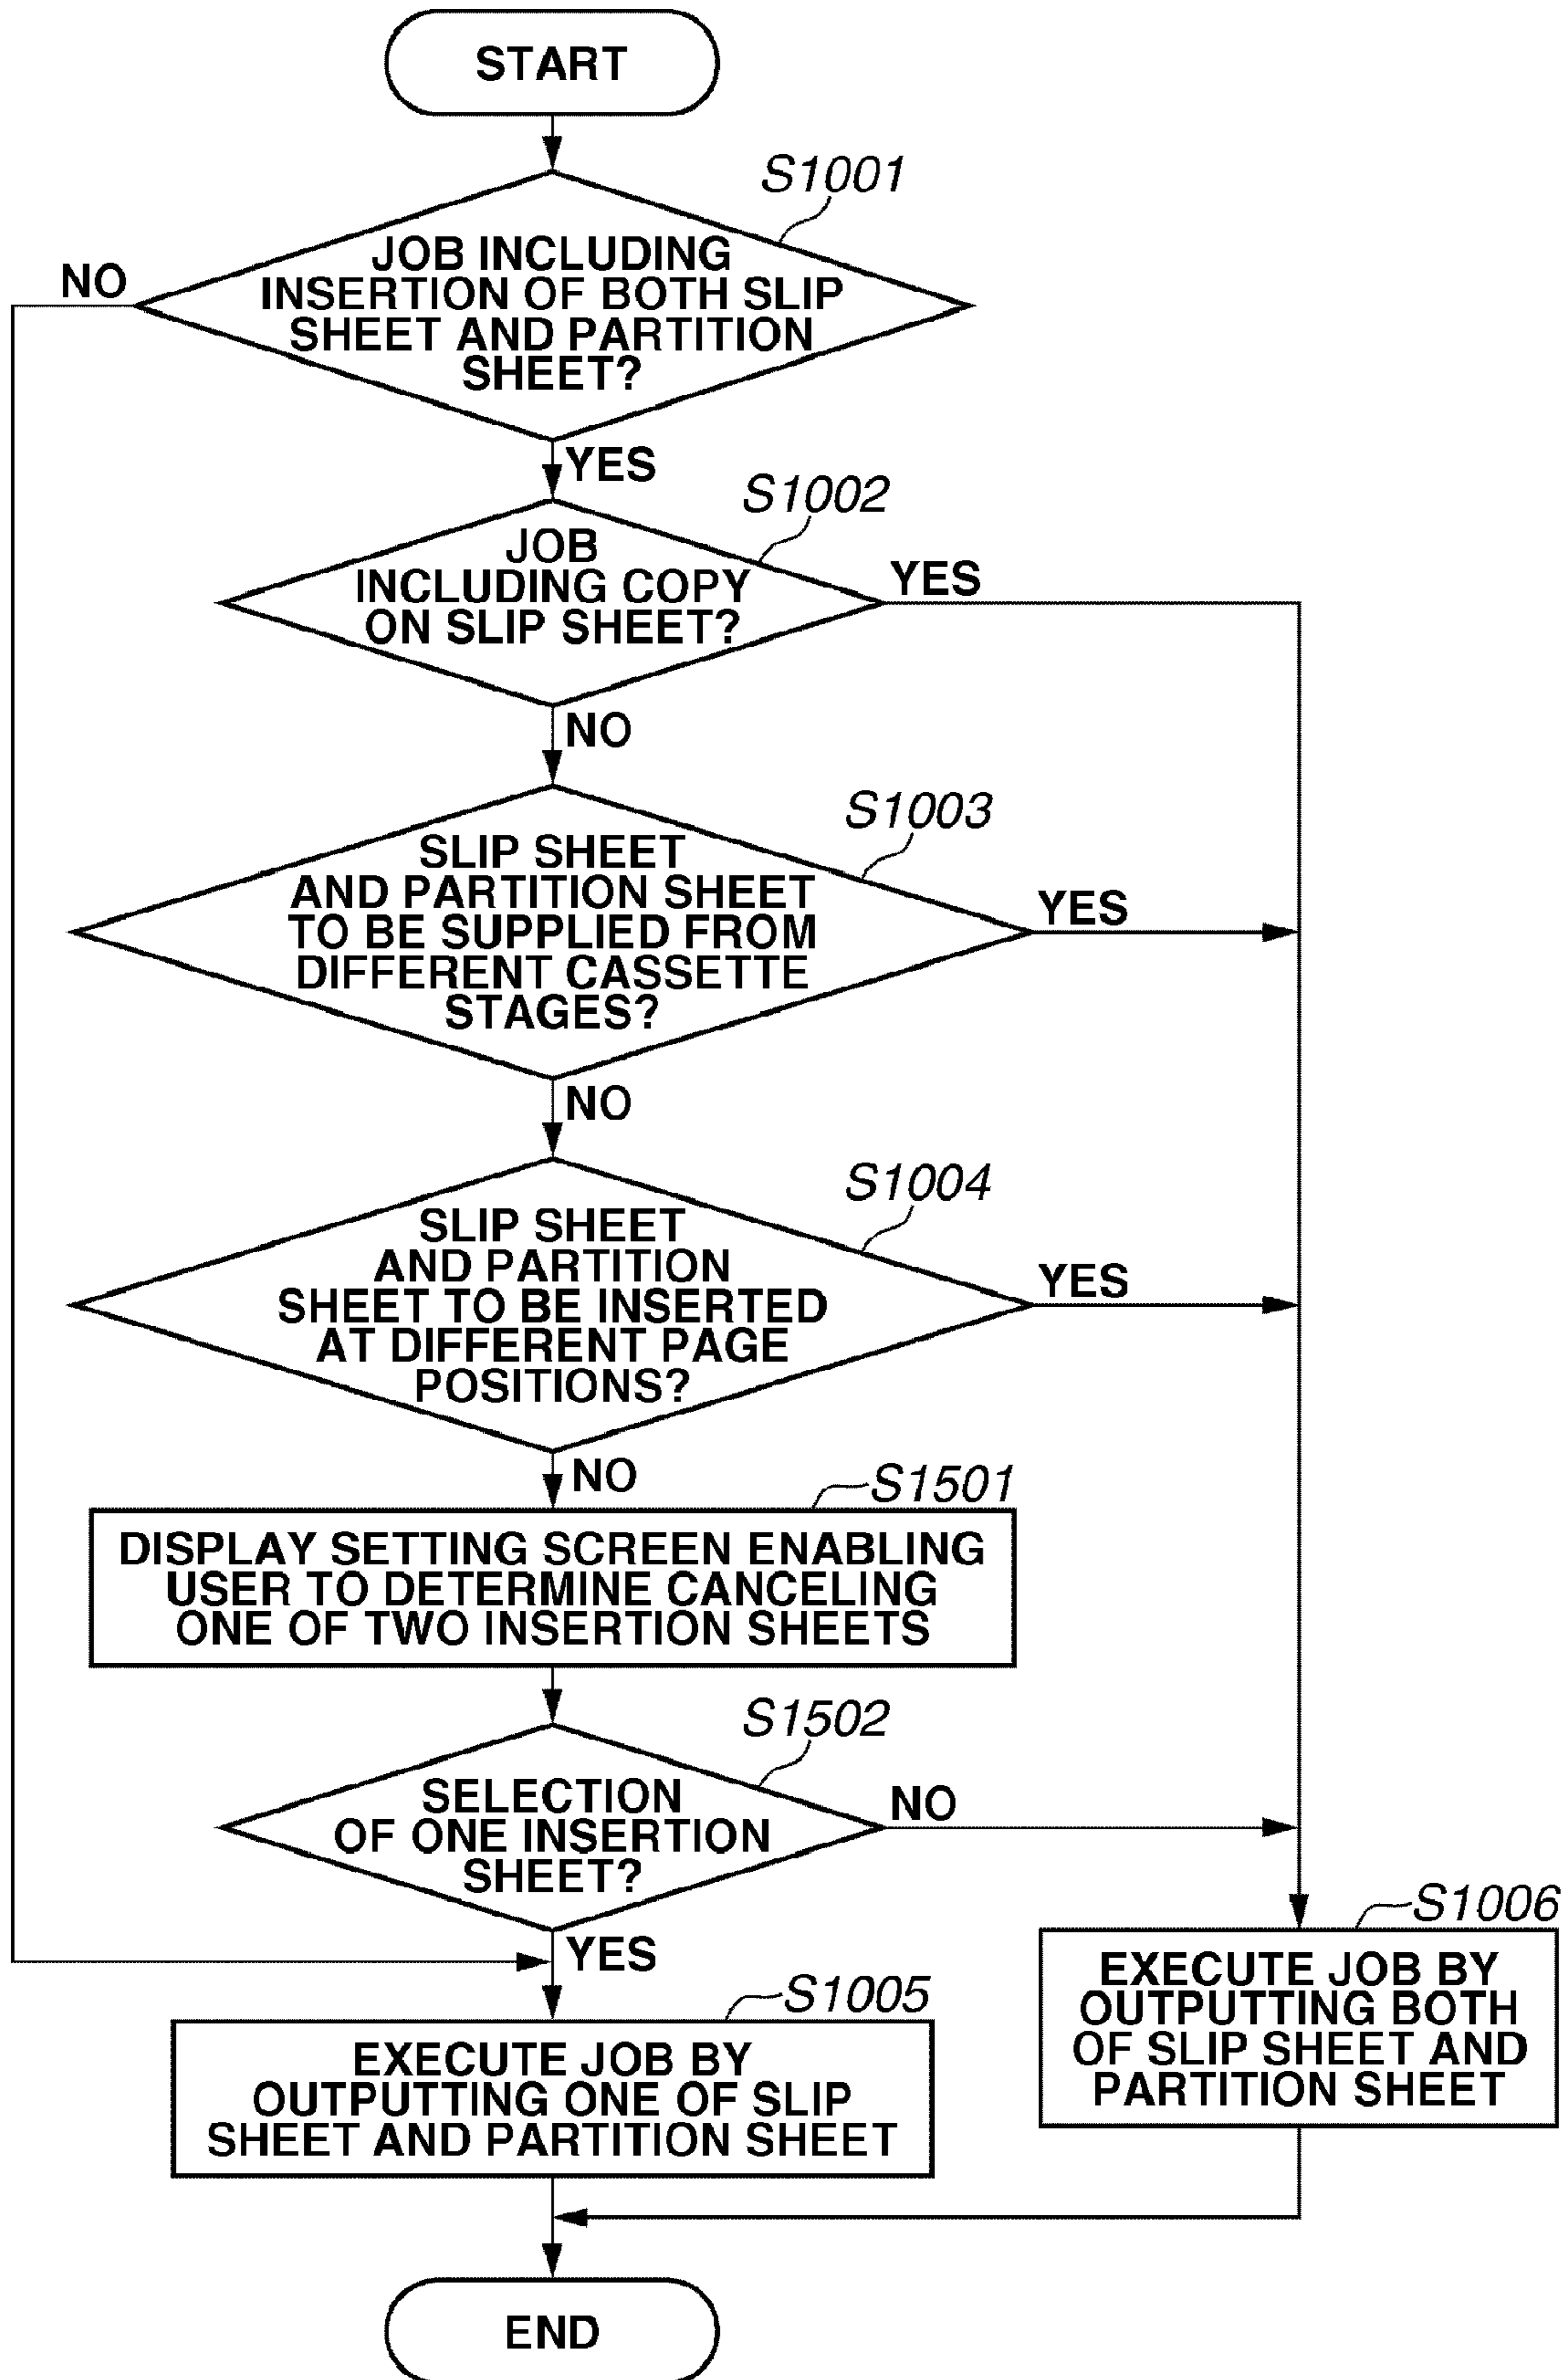 START
S1001
JOB INCLUDING
INSERTION OF BOTH SLIP
SHEET AND PARTITION
SHEET?
NO
YES
S1002
JOB
INCLUDING COPY
ON SLIP SHEET?
YES
NO
S1003
SLIP SHEET
AND PARTITION SHEET
TO BE SUPPLIED FROM
DIFFERENT CASSETTE
STAGES?
YES
NO
S1004
SLIP SHEET
AND PARTITION
SHEET TO BE INSERTED
AT DIFFERENT PAGE
POSITIONS?
YES
NO
S1501
DISPLAY SETTING SCREEN ENABLING
USER TO DETERMINE CANCELING
ONE OF TWO INSERTION SHEETS
S1502
SELECTION
OF ONE INSERTION
SHEET?
NO
YES
S1006
EXECUTE JOB BY
OUTPUTTING BOTH
OF SLIP SHEET AND
PARTITION SHEET
S1005
EXECUTE JOB BY
OUTPUTTING ONE OF SLIP
SHEET AND PARTITION SHEET
END